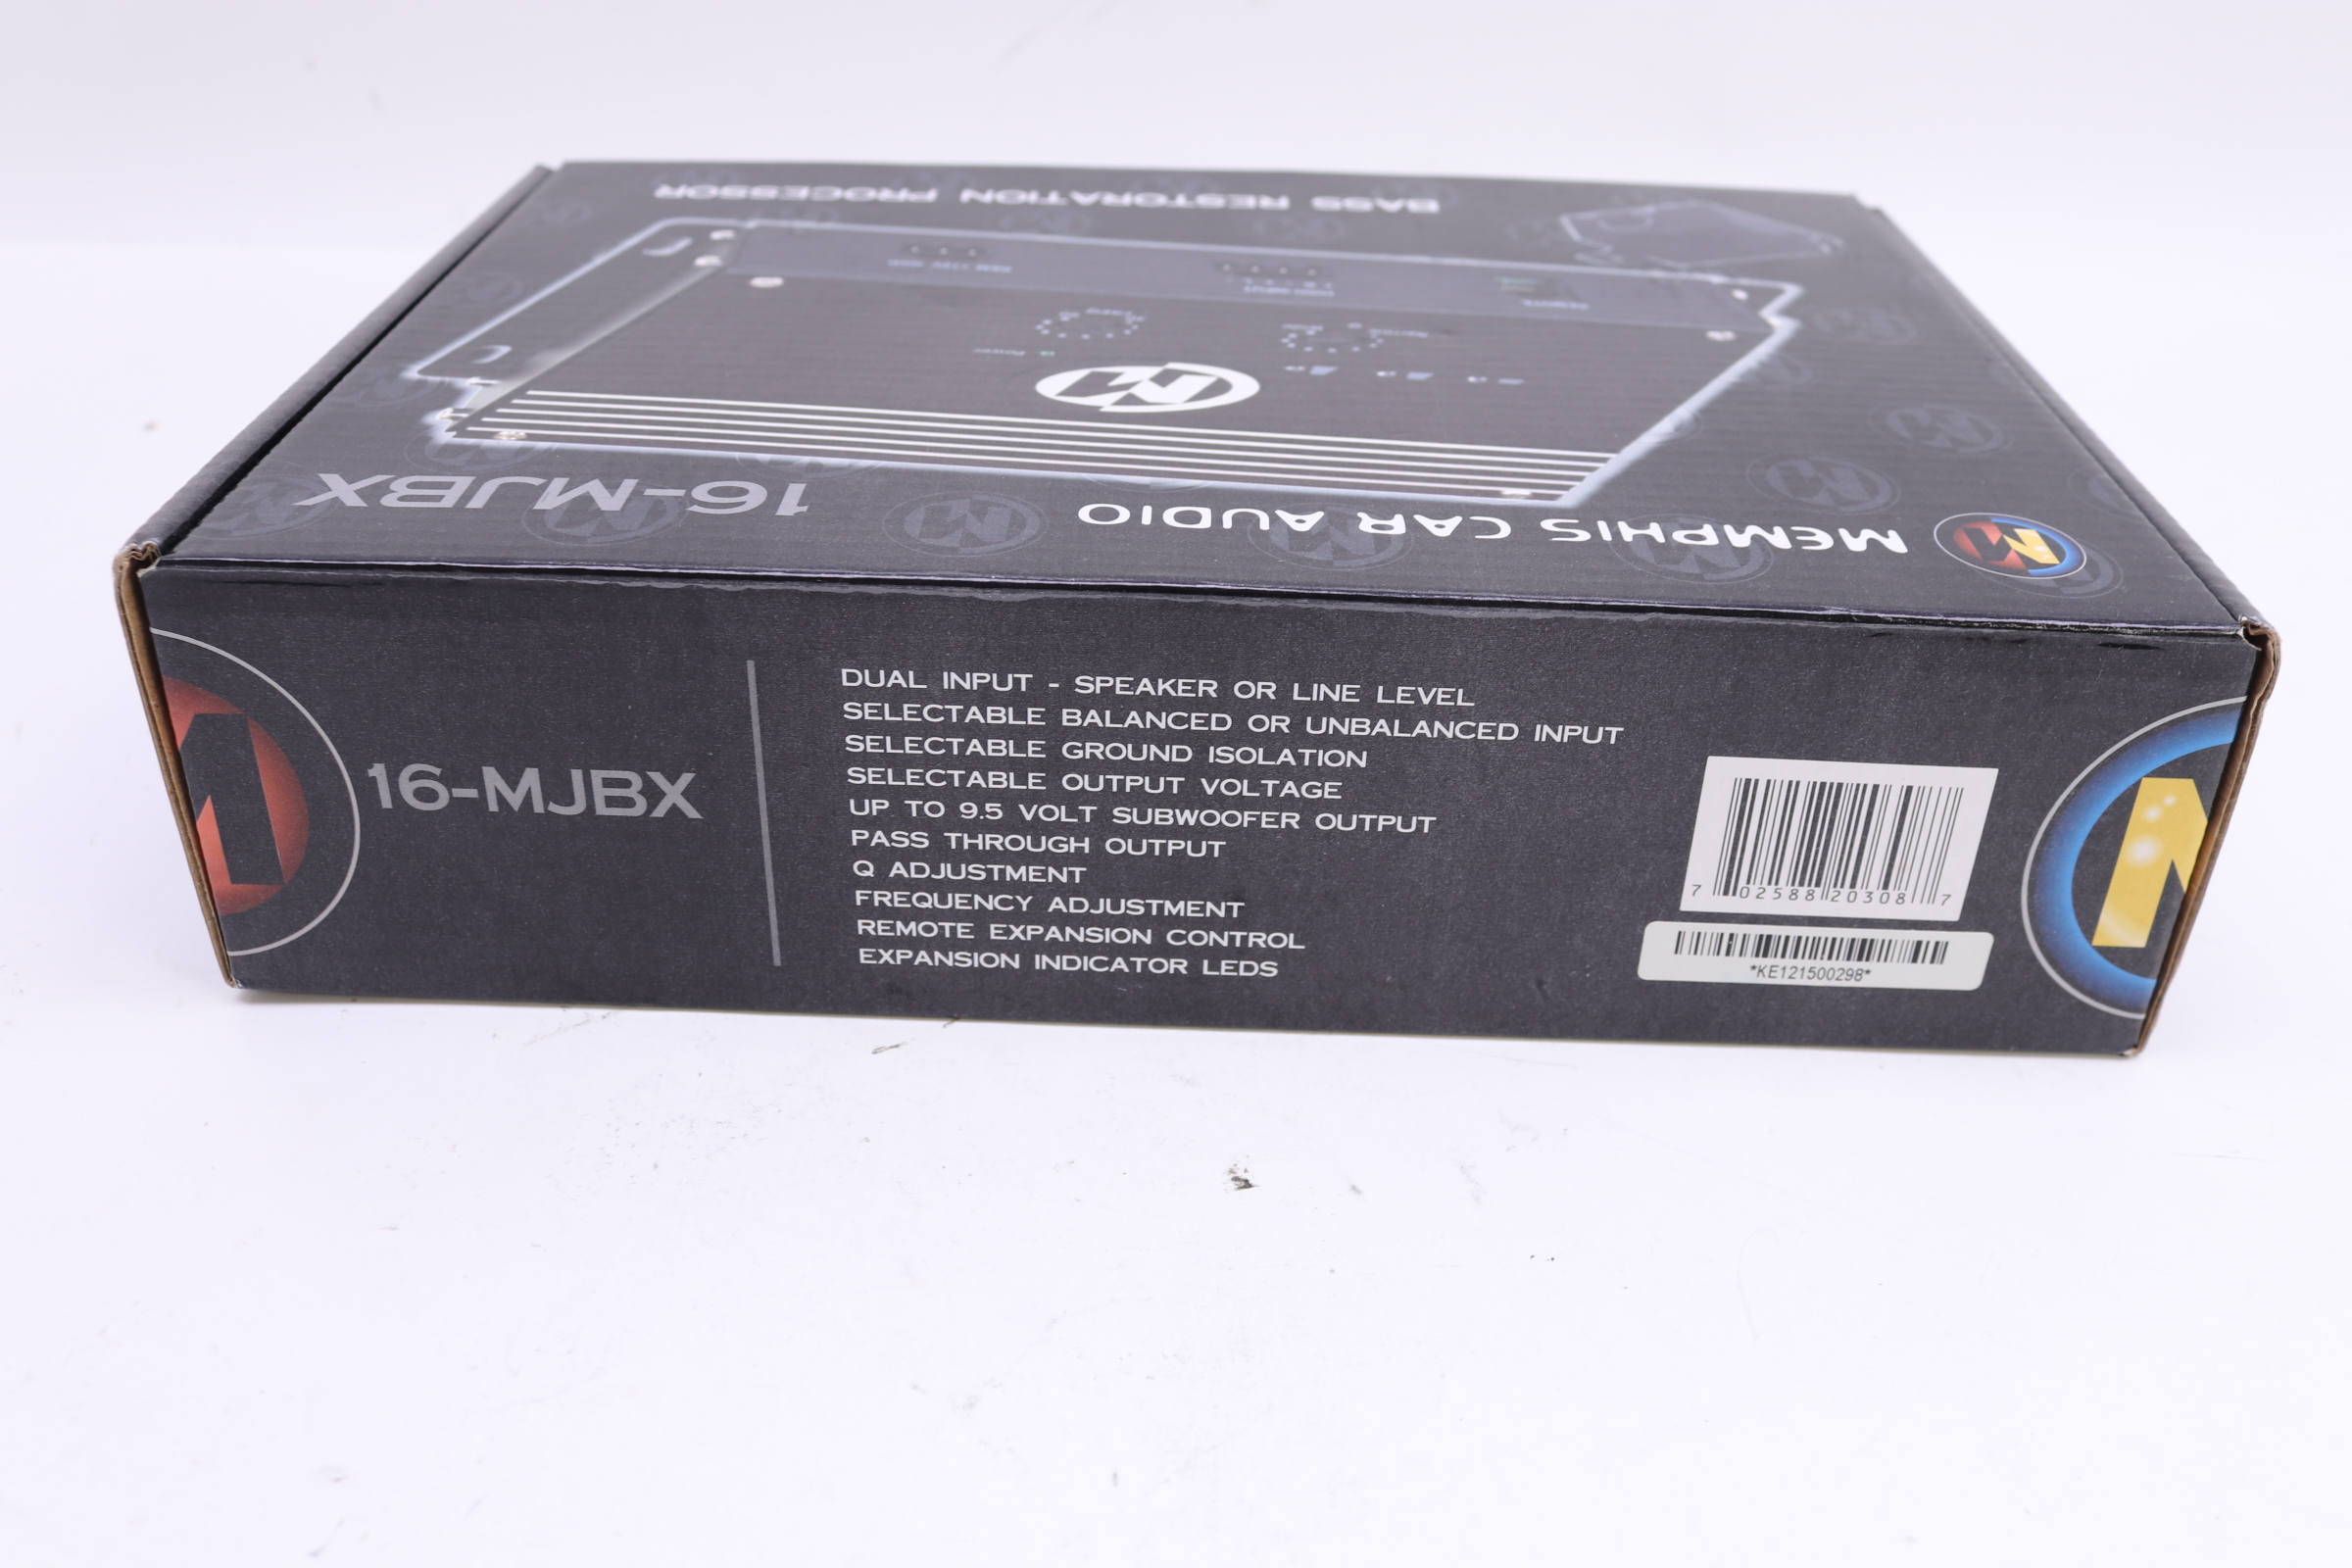 BASS RESTORATION PROCESSOR
REMOTE
Power
MEMPHIS CAR AUDIO
16-MJBX
16-MJBX
DUAL INPUT - SPEAKER OR LINE LEVEL
SELECTABLE BALANCED OR UNBALANCED INPUT
SELECTABLE GROUND ISOLATION
SELECTABLE OUTPUT VOLTAGE
UP TO 9.5 VOLT SUBWOOFER OUTPUT
PASS THROUGH OUTPUT
Q ADJUSTMENT
FREQUENCY ADJUSTMENT
REMOTE EXPANSION CONTROL
EXPANSION INDICATOR LEDS
7 02588 20308 7
*KE121500298*